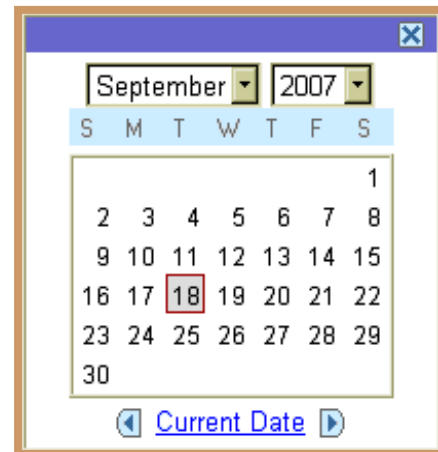 September 2007
S M T W T F S
1
2 3 4 5 6 7 8
9 10 11 12 13 14 15
16 17 18 19 20 21 22
23 24 25 26 27 28 29
30
Current Date